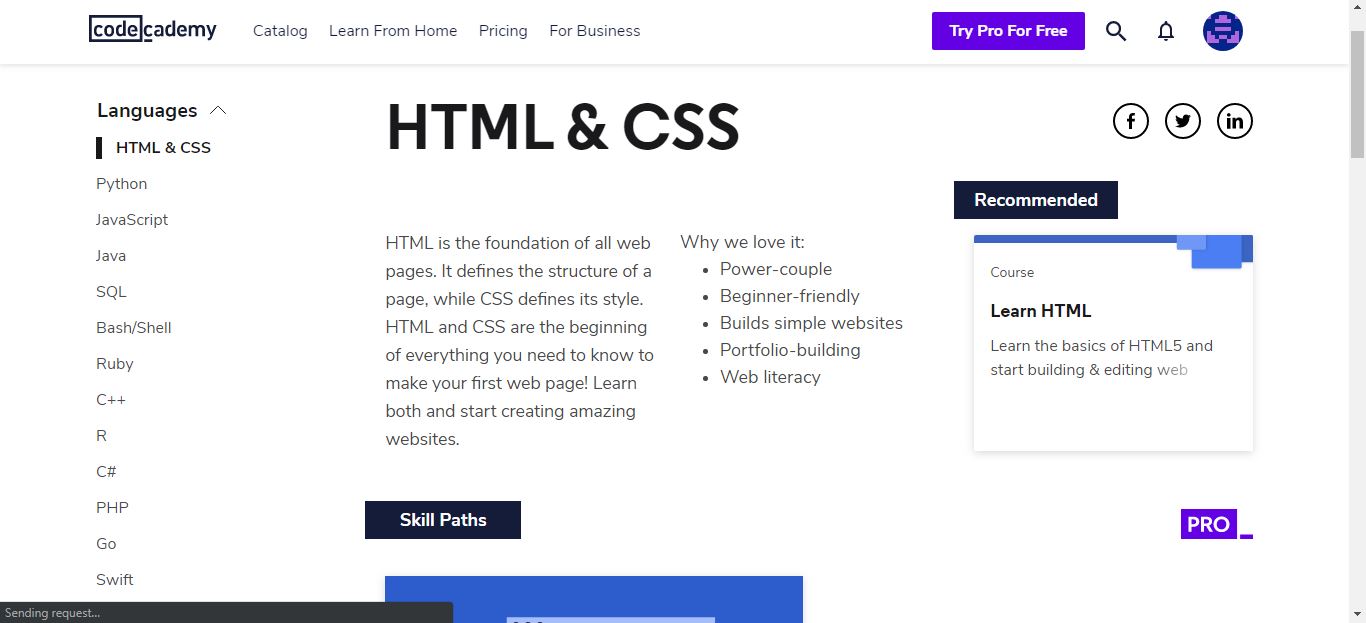 codecademy Catalog Learn From Home Pricing For Business Try Pro For Free
Languages
HTML & CSS
Python
JavaScript
Java
SQL
Bash/Shell
Ruby
C++
R
C#
PHP
Go
Swift
HTML & CSS
HTML is the foundation of all web
pages. It defines the structure of a
page, while CSS defines its style.
HTML and CSS are the beginning
of everything you need to know to
make your first web page! Learn
both and start creating amazing
websites.
Why we love it:
Power-couple
Beginner-friendly
Builds simple websites
Portfolio-building
Web literacy
Recommended
Course
Learn HTML
Learn the basics of HTML5 and
start building & editing web
Skill Paths
PRO_
Sending request...